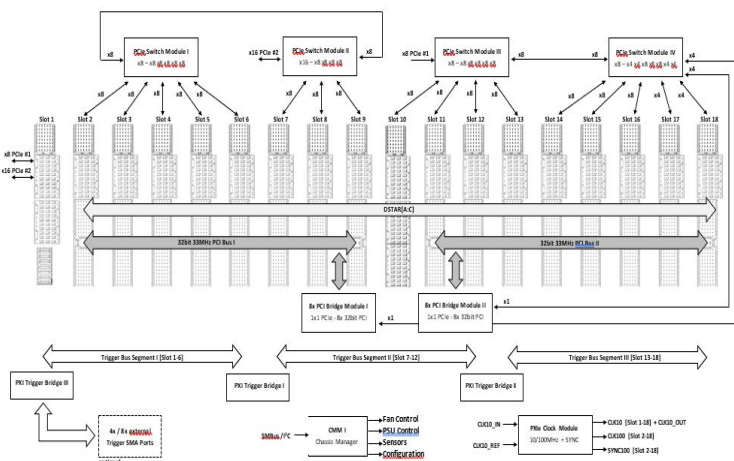 PCIe Switch Module I
x8 – x8 x8 x8 x8 x8
x16 PCIe #2
PCIe Switch Module II
x16 – x8 x8 x8 x8
x8 PCIe #1
PCIe Switch Module III
x8 – x8 x8 x8 x8
PCIe Switch Module IV
x8 – x4 x4 x8 x8 x8 x4 x4
x8
x8
x8
x8
x4
x4
x8
x8
x8
x8
x8
x8
x8
x8
x8
x8
x8
x8
x8
x8
x4
x4
Slot 1
Slot 2
Slot 3
Slot 4
Slot 5
Slot 6
Slot 7
Slot 8
Slot 9
Slot 10
Slot 11
Slot 12
Slot 13
Slot 14
Slot 15
Slot 16
Slot 17
Slot 18
x8 PCIe #1
x16 PCIe #2
DSTAR[A:C]
32bit 33MHz PCI Bus I
32bit 33MHz PCI Bus II
8x PCI Bridge Module I
1x1 PCIe - 8x 32bit PCI
8x PCI Bridge Module II
1x1 PCIe - 8x 32bit PCI
x1
x1
Trigger Bus Segment I [Slot 1-6]
Trigger Bus Segment II [Slot 7-12]
Trigger Bus Segment III [Slot 13-18]
PXI Trigger Bridge III
PXI Trigger Bridge I
PXI Trigger Bridge II
4x / 8x external
Trigger SMA Ports
SMBus /I²C
CMM I
Chassis Manager
Fan Control
PSU Control
Sensors
Configuration
CLK10_IN
CLK10_REF
PXIe Clock Module
10/100MHz + SYNC
CLK10 [Slot 1-18] + CLK10_OUT
CLK100 [Slot 2-18]
SYNC100 [Slot 2-18]